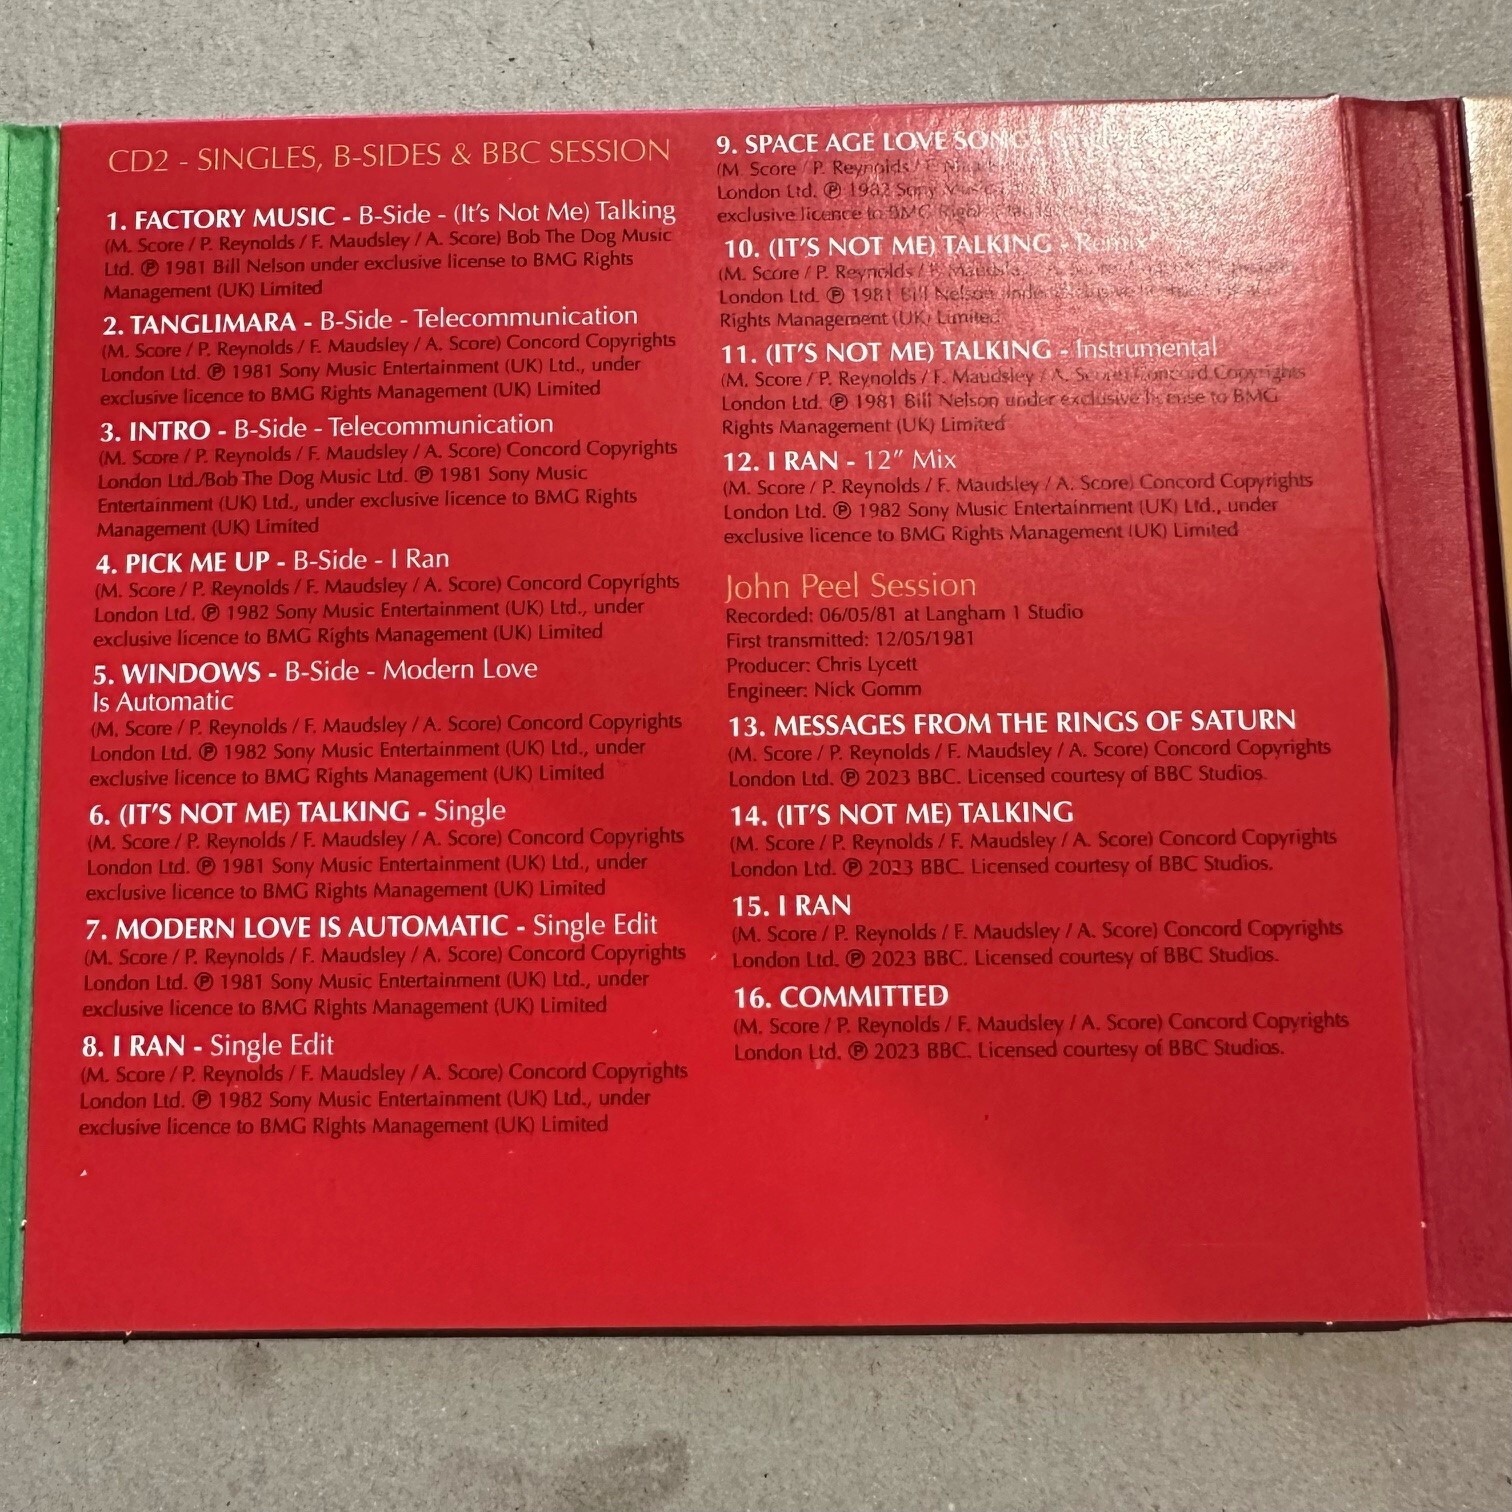 CD2 - SINGLES, B-SIDES & BBC SESSION
1. FACTORY MUSIC - B-Side - (It's Not Me) Talking
(M. Score / P. Reynolds / F. Maudsley / A. Score) Bob The Dog Music
Ltd. ℗ 1981 Bill Nelson under exclusive license to BMG Rights
Management (UK) Limited
2. TANGLIMARA - B-Side - Telecommunication
(M. Score / P. Reynolds / F. Maudsley / A. Score) Concord Copyrights
London Ltd. ℗ 1981 Sony Music Entertainment (UK) Ltd., under
exclusive licence to BMG Rights Management (UK) Limited
3. INTRO - B-Side - Telecommunication
(M. Score / P. Reynolds / F. Maudsley / A. Score) Concord Copyrights
London Ltd./Bob The Dog Music Ltd. ℗ 1981 Sony Music
Entertainment (UK) Ltd., under exclusive licence to BMG Rights
Management (UK) Limited
4. PICK ME UP - B-Side - I Ran
(M. Score / P. Reynolds / F. Maudsley / A. Score) Concord Copyrights
London Ltd. ℗ 1982 Sony Music Entertainment (UK) Ltd., under
exclusive licence to BMG Rights Management (UK) Limited
5. WINDOWS - B-Side - Modern Love
Is Automatic
(M. Score / P. Reynolds / F. Maudsley / A. Score) Concord Copyrights
London Ltd. ℗ 1982 Sony Music Entertainment (UK) Ltd., under
exclusive licence to BMG Rights Management (UK) Limited
6. (IT'S NOT ME) TALKING - Single
(M. Score / P. Reynolds / F. Maudsley / A. Score) Concord Copyrights
London Ltd. ℗ 1981 Sony Music Entertainment (UK) Ltd., under
exclusive licence to BMG Rights Management (UK) Limited
7. MODERN LOVE IS AUTOMATIC - Single Edit
(M. Score / P. Reynolds / F. Maudsley / A. Score) Concord Copyrights
London Ltd. ℗ 1981 Sony Music Entertainment (UK) Ltd., under
exclusive licence to BMG Rights Management (UK) Limited
8. I RAN - Single Edit
(M. Score / P. Reynolds / F. Maudsley / A. Score) Concord Copyrights
London Ltd. ℗ 1982 Sony Music Entertainment (UK) Ltd., under
exclusive licence to BMG Rights Management (UK) Limited
9. SPACE AGE LOVE SONG -
(M. Score / P. Reynolds /
London Ltd. ℗ 1982 Sony Music
exclusive licence to BMG Rights
10. (IT'S NOT ME) TALKING - Remix
(M. Score / P. Reynolds / F. Maudsley
London Ltd. ℗ 1981 Bill Nelson under exclusive
Rights Management (UK) Limited
11. (IT'S NOT ME) TALKING - Instrumental
(M. Score / P. Reynolds / F. Maudsley / A. Score) Concord Copyrights
London Ltd. ℗ 1981 Bill Nelson under exclusive license to BMG
Rights Management (UK) Limited
12. I RAN - 12" Mix
(M. Score / P. Reynolds / F. Maudsley / A. Score) Concord Copyrights
London Ltd. ℗ 1982 Sony Music Entertainment (UK) Ltd., under
exclusive licence to BMG Rights Management (UK) Limited
John Peel Session
Recorded: 06/05/81 at Langham 1 Studio
First transmitted: 12/05/1981
Producer: Chris Lycett
Engineer: Nick Gomm
13. MESSAGES FROM THE RINGS OF SATURN
(M. Score / P. Reynolds / F. Maudsley / A. Score) Concord Copyrights
London Ltd. ℗ 2023 BBC. Licensed courtesy of BBC Studios.
14. (IT'S NOT ME) TALKING
(M. Score / P. Reynolds / F. Maudsley / A. Score) Concord Copyrights
London Ltd. ℗ 2023 BBC. Licensed courtesy of BBC Studios.
15. I RAN
(M. Score / P. Reynolds / F. Maudsley / A. Score) Concord Copyrights
London Ltd. ℗ 2023 BBC. Licensed courtesy of BBC Studios.
16. COMMITTED
(M. Score / P. Reynolds / F. Maudsley / A. Score) Concord Copyrights
London Ltd. ℗ 2023 BBC. Licensed courtesy of BBC Studios.